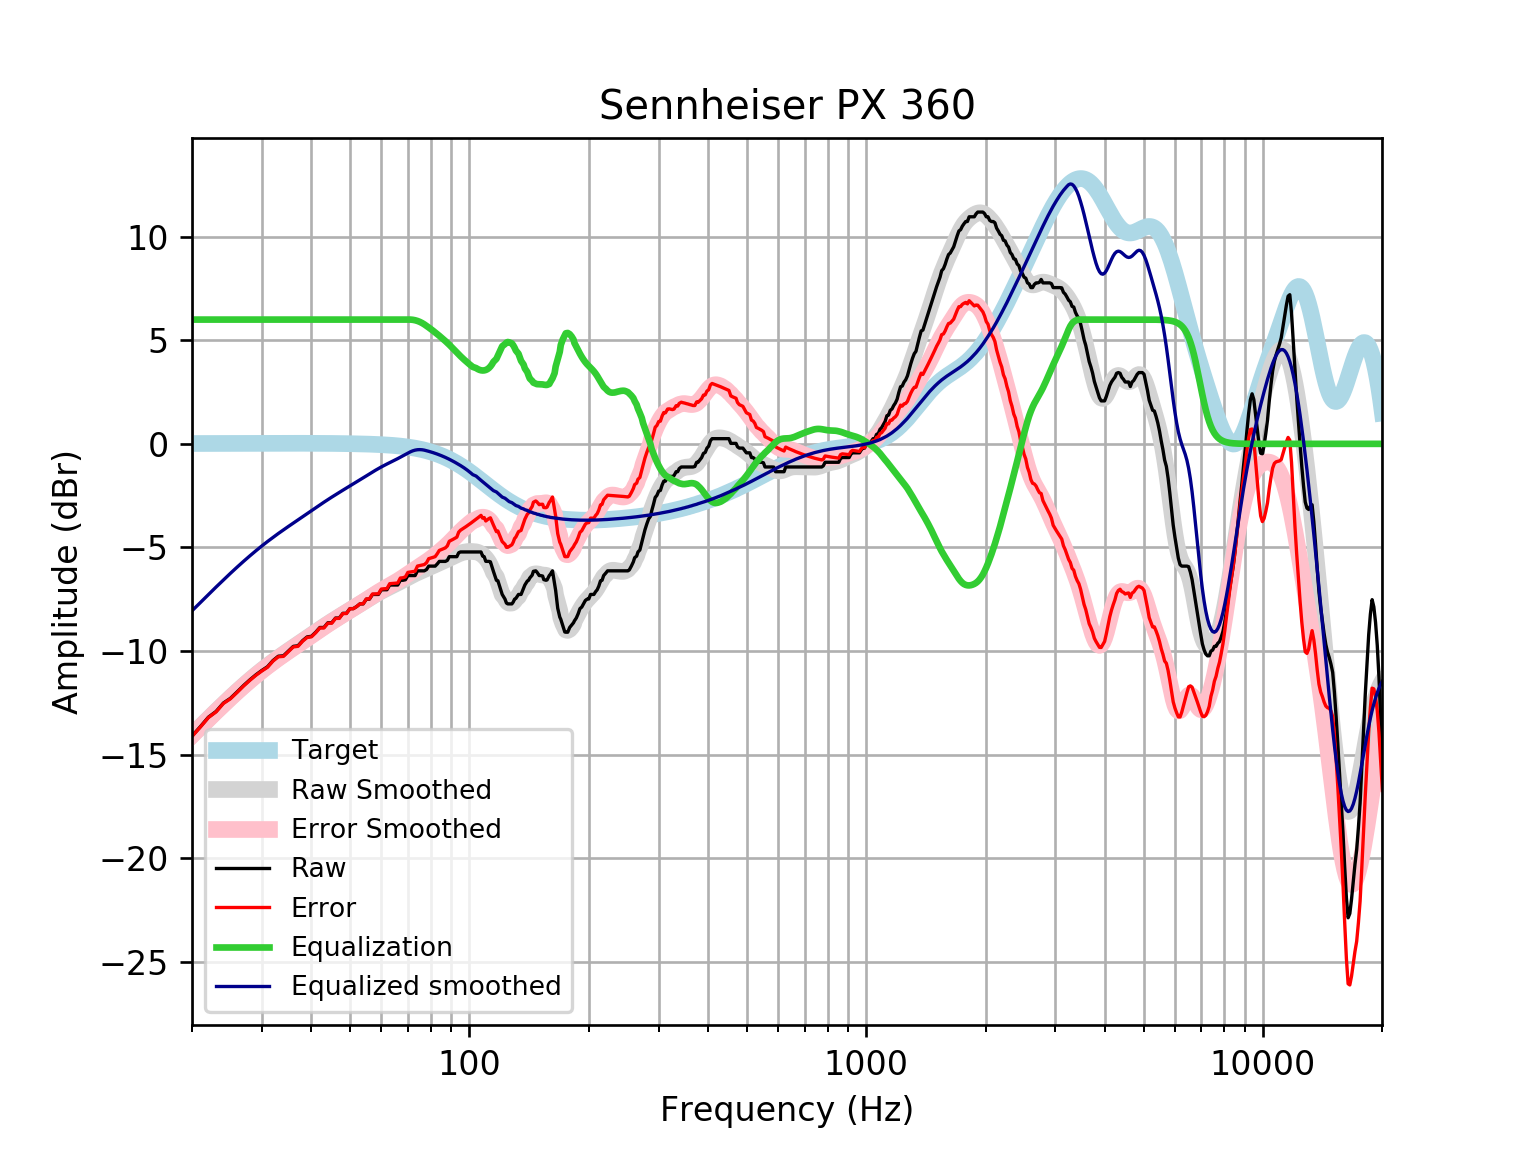 Sennheiser PX 360
Amplitude (dBr)
10
5
0
−5
−10
−15
−20
−25
Target
Raw Smoothed
Error Smoothed
Raw
Error
Equalization
Equalized smoothed
100 1000 10000
Frequency (Hz)